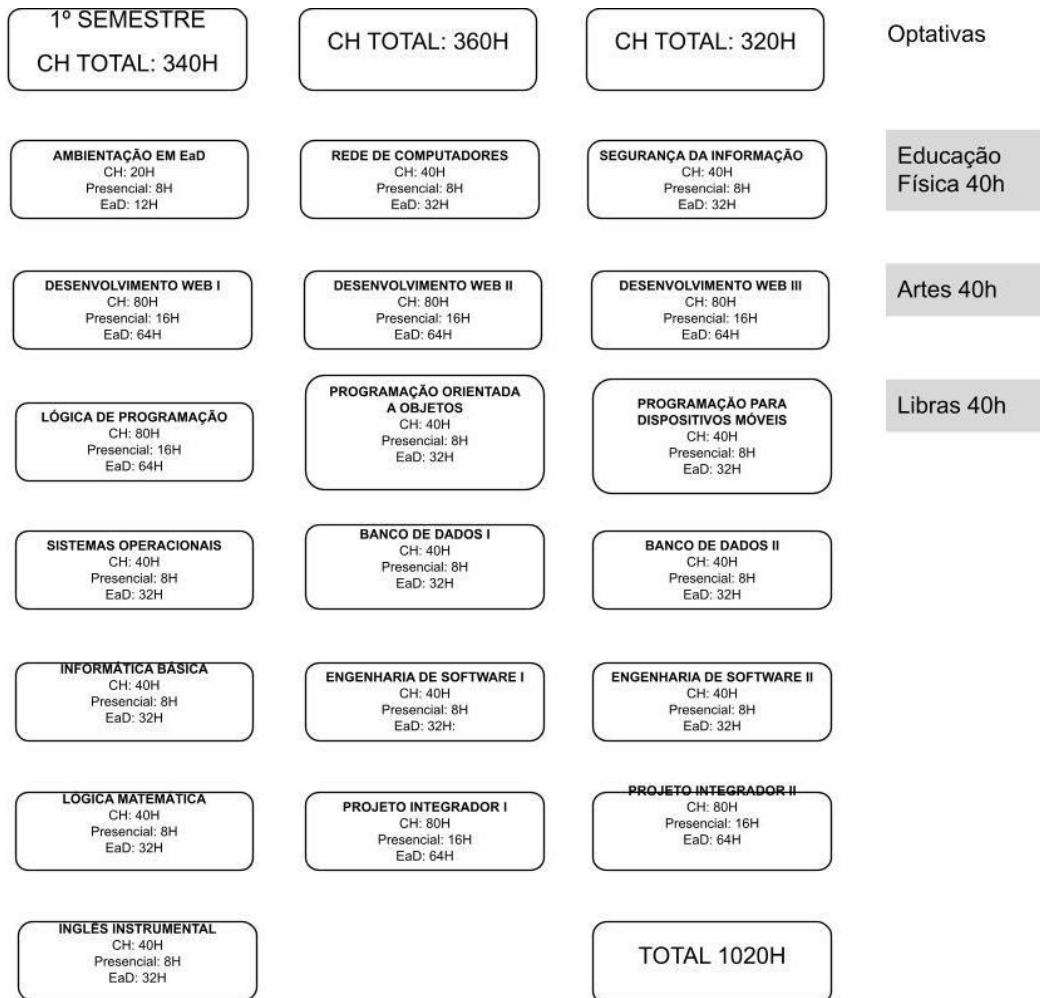 1º SEMESTRE
CH TOTAL: 340H
CH TOTAL: 360H
CH TOTAL: 320H
Optativas
AMBIENTAÇÃO EM EaD
CH: 20H
Presencial: 8H
EaD: 12H
REDE DE COMPUTADORES
CH: 40H
Presencial: 8H
EaD: 32H
SEGURANÇA DA INFORMAÇÃO
CH: 40H
Presencial: 8H
EaD: 32H
Educação
Física 40h
DESENVOLVIMENTO WEB I
CH: 80H
Presencial: 16H
EaD: 64H
DESENVOLVIMENTO WEB II
CH: 80H
Presencial: 16H
EaD: 64H
DESENVOLVIMENTO WEB III
CH: 80H
Presencial: 16H
EaD: 64H
Artes 40h
LÓGICA DE PROGRAMAÇÃO
CH: 80H
Presencial: 16H
EaD: 64H
PROGRAMAÇÃO ORIENTADA
A OBJETOS
CH: 40H
Presencial: 8H
EaD: 32H
PROGRAMAÇÃO PARA
DISPOSITIVOS MÓVEIS
CH: 40H
Presencial: 8H
EaD: 32H
Libras 40h
SISTEMAS OPERACIONAIS
CH: 40H
Presencial: 8H
EaD: 32H
BANCO DE DADOS I
CH: 40H
Presencial: 8H
EaD: 32H
BANCO DE DADOS II
CH: 40H
Presencial: 8H
EaD: 32H
INFORMÁTICA BÁSICA
CH: 40H
Presencial: 8H
EaD: 32H
ENGENHARIA DE SOFTWARE I
CH: 40H
Presencial: 8H
EaD: 32H:
ENGENHARIA DE SOFTWARE II
CH: 40H
Presencial: 8H
EaD: 32H
LÓGICA MATEMÁTICA
CH: 40H
Presencial: 8H
EaD: 32H
PROJETO INTEGRADOR I
CH: 80H
Presencial: 16H
EaD: 64H
PROJETO INTEGRADOR II
CH: 80H
Presencial: 16H
EaD: 64H
INGLÊS INSTRUMENTAL
CH: 40H
Presencial: 8H
EaD: 32H
TOTAL 1020H